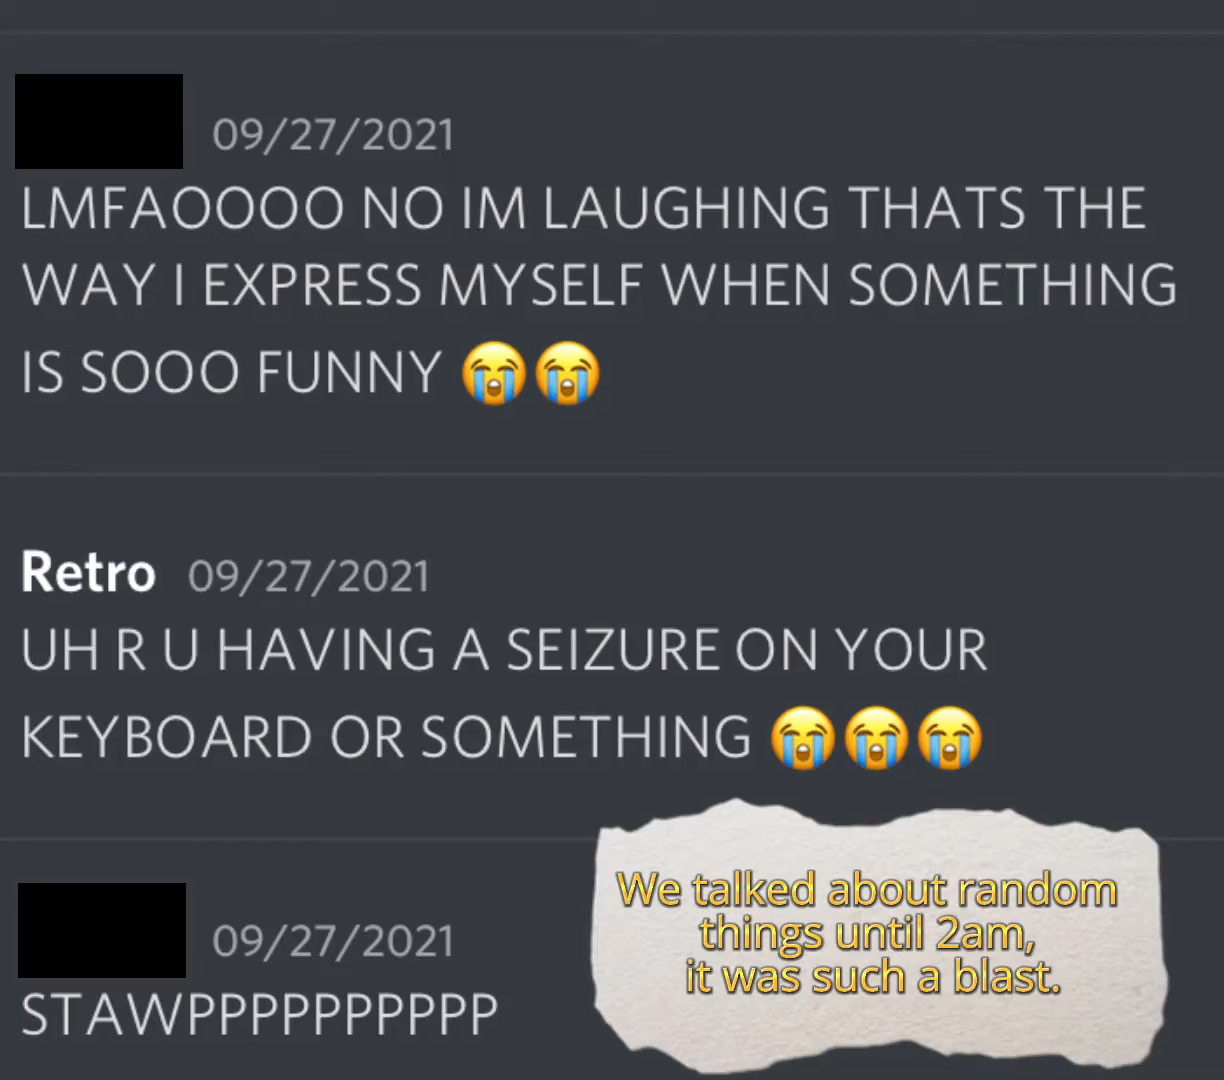 09/27/2021
LMFAOOOO NO IM LAUGHING THATS THE
WAY I EXPRESS MYSELF WHEN SOMETHING
IS SOOO FUNNY 😭😭
Retro 09/27/2021
UH R U HAVING A SEIZURE ON YOUR
KEYBOARD OR SOMETHING 😭😭😭
09/27/2021
STAWPPPPPPPPPP
We talked about random
things until 2am,
it was such a blast.